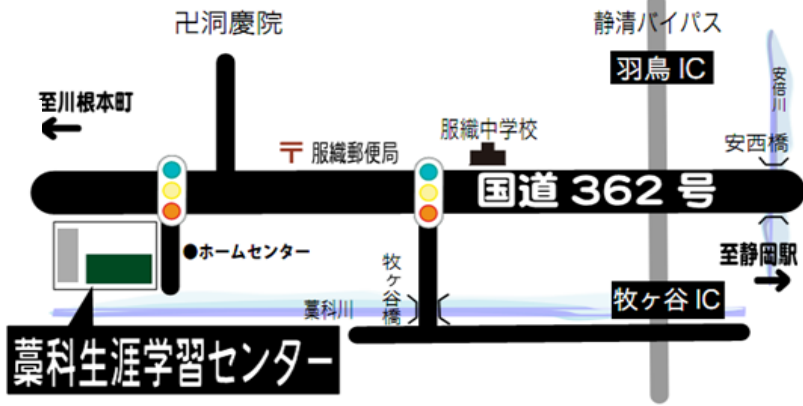 卍洞慶院
静清バイパス
羽鳥 IC
至川根本町
安倍川
服織中学校
〒 服織郵便局
安西橋
国道 362 号
●ホームセンター
牧ヶ谷橋
至静岡駅
藁科川
牧ヶ谷 IC
藁科生涯学習センター